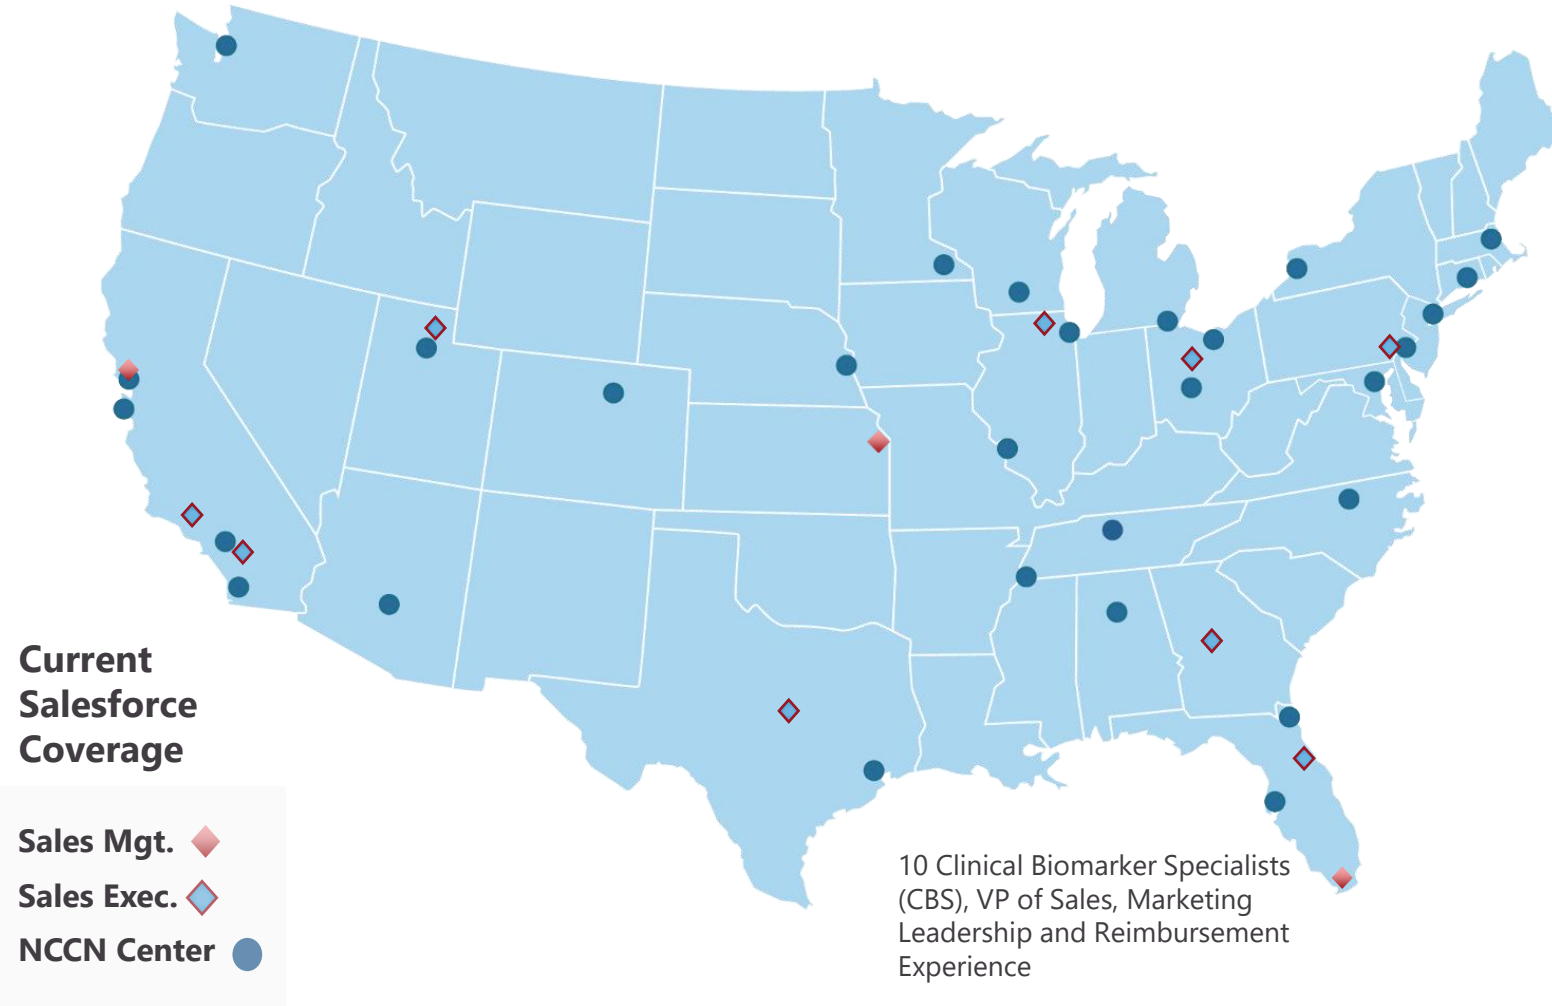 Current
Salesforce
Coverage
Sales Mgt.
Sales Exec.
NCCN Center
10 Clinical Biomarker Specialists
(CBS), VP of Sales, Marketing
Leadership and Reimbursement
Experience